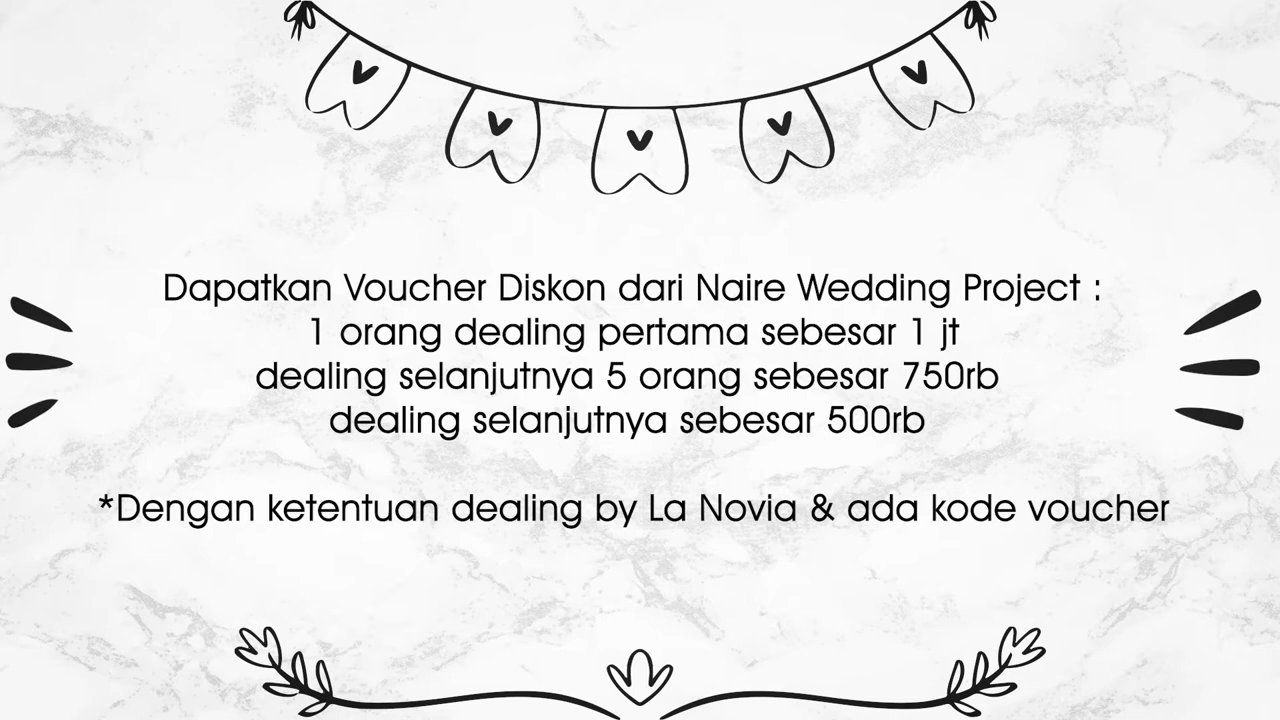 Dapatkan Voucher Diskon dari Naire Wedding Project :
1 orang dealing pertama sebesar 1 jt
dealing selanjutnya 5 orang sebesar 750rb
dealing selanjutnya sebesar 500rb
*Dengan ketentuan dealing by La Novia & ada kode voucher